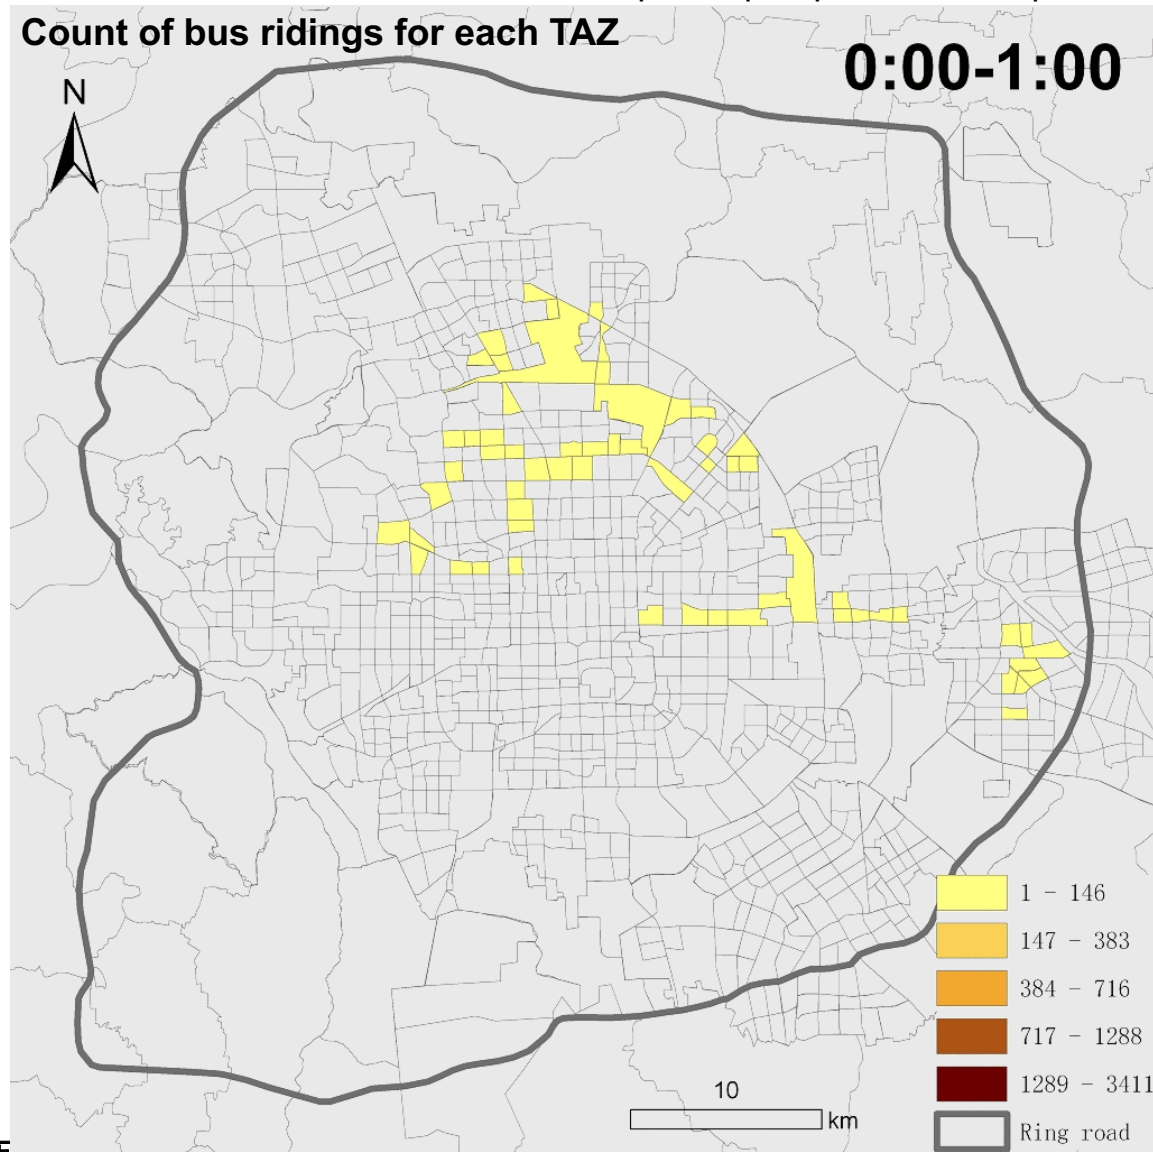 Count of bus ridings for each TAZ
0:00-1:00
N
1 - 146
147 - 383
384 - 716
717 - 1288
1289 - 3411
Ring road
10
km